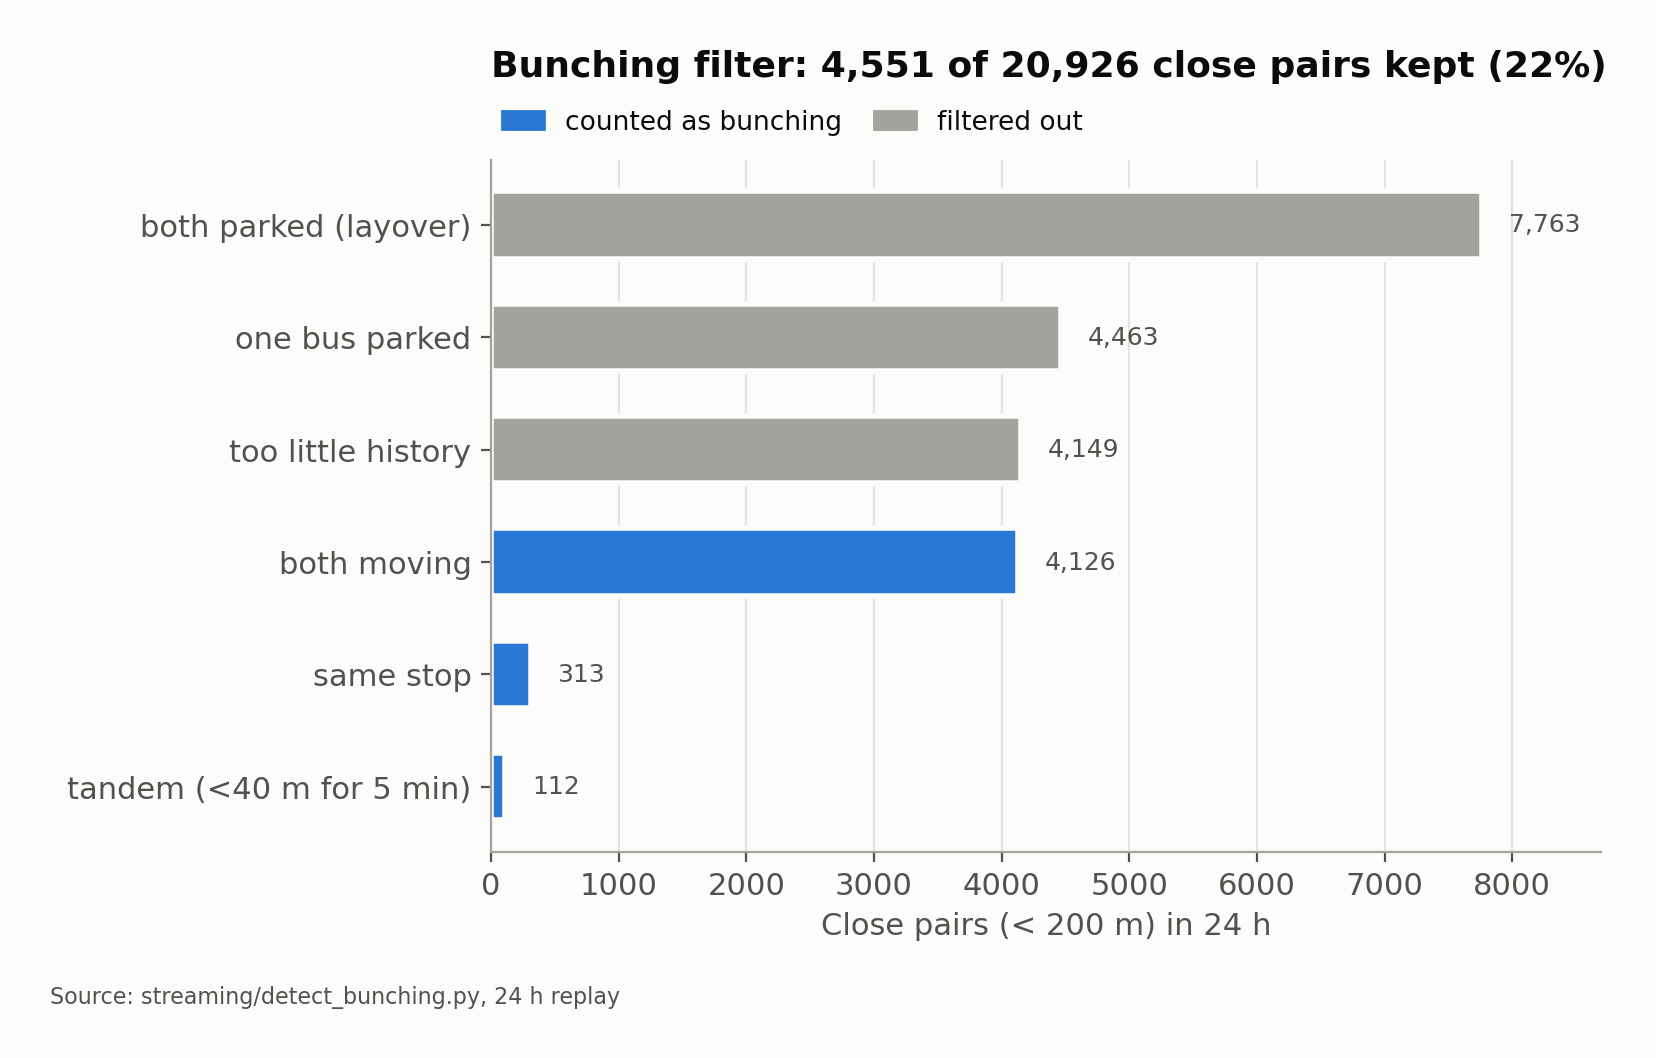 Bunching filter: 4,551 of 20,926 close pairs kept (22%)
counted as bunching filtered out
both parked (layover) 7,763
one bus parked 4,463
too little history 4,149
both moving 4,126
same stop 313
tandem (<40 m for 5 min) 112
0 1000 2000 3000 4000 5000 6000 7000 8000
Close pairs (< 200 m) in 24 h
Source: streaming/detect_bunching.py, 24 h replay